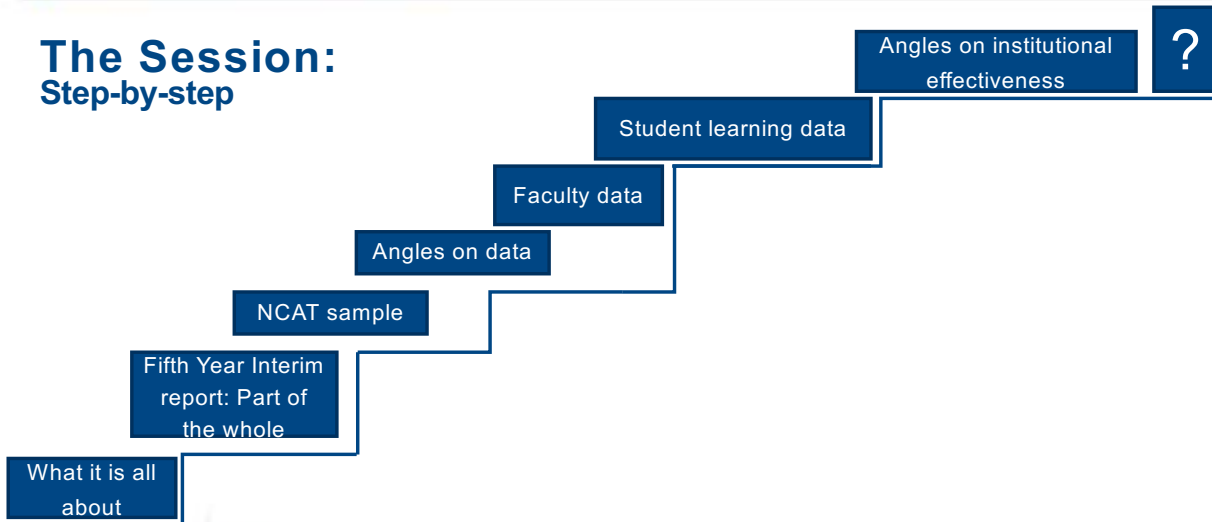 The Session:
Step-by-step
Angles on institutional
effectiveness
?
Student learning data
Faculty data
Angles on data
NCAT sample
Fifth Year Interim
report: Part of
the whole
What it is all
about